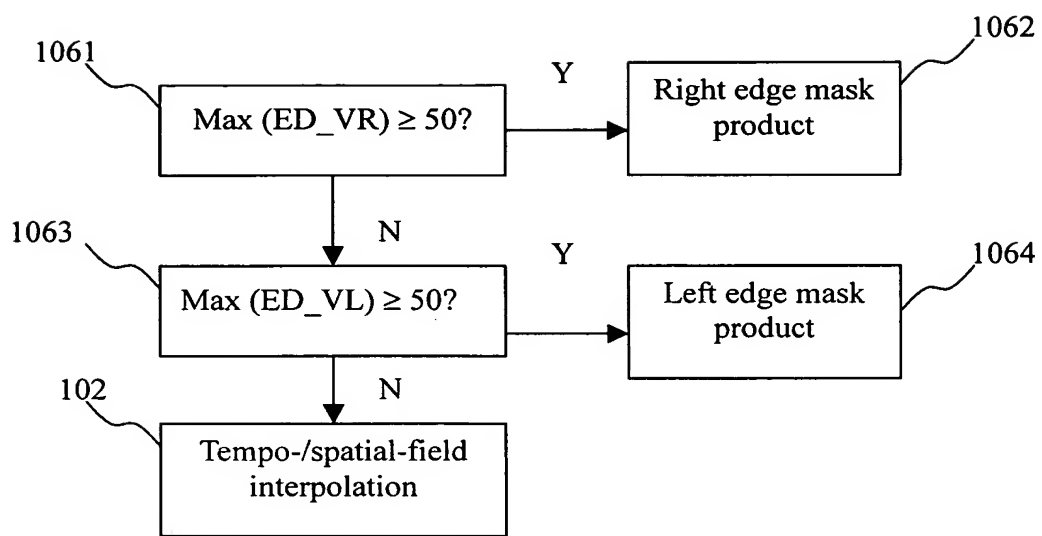 1061
1062
Y
Max (ED_VR) ≥ 50?
Right edge mask
product
N
1063
Y
1064
Max (ED_VL) ≥ 50?
Left edge mask
product
N
102
Tempo-/spatial-field
interpolation